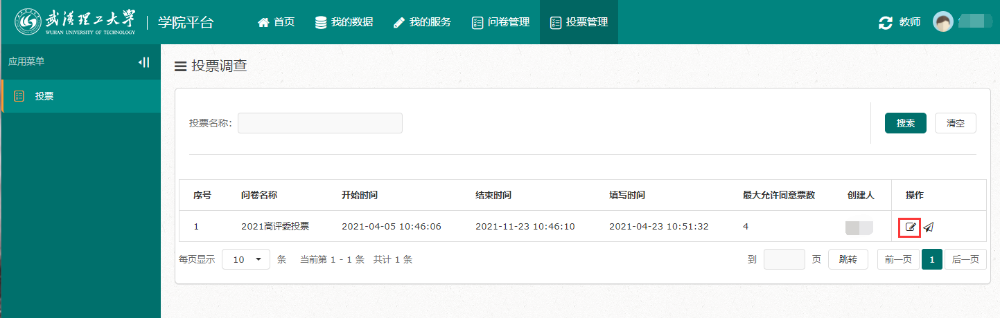 武汉理工大学 学院平台 首页 我的数据 我的服务 问卷管理 投票管理 教师
WUHAN UNIVERSITY OF TECHNOLOGY
应用菜单
投票
投票调查
投票名称: 搜索 清空
序号 问卷名称 开始时间 结束时间 填写时间 最大允许同意票数 创建人 操作
1 2021高评委投票 2021-04-05 10:46:06 2021-11-23 10:46:10 2021-04-23 10:51:32 4
每页显示 10 条 当前第 1 - 1 条 共计 1 条 到 页 跳转 前一页 1 后一页